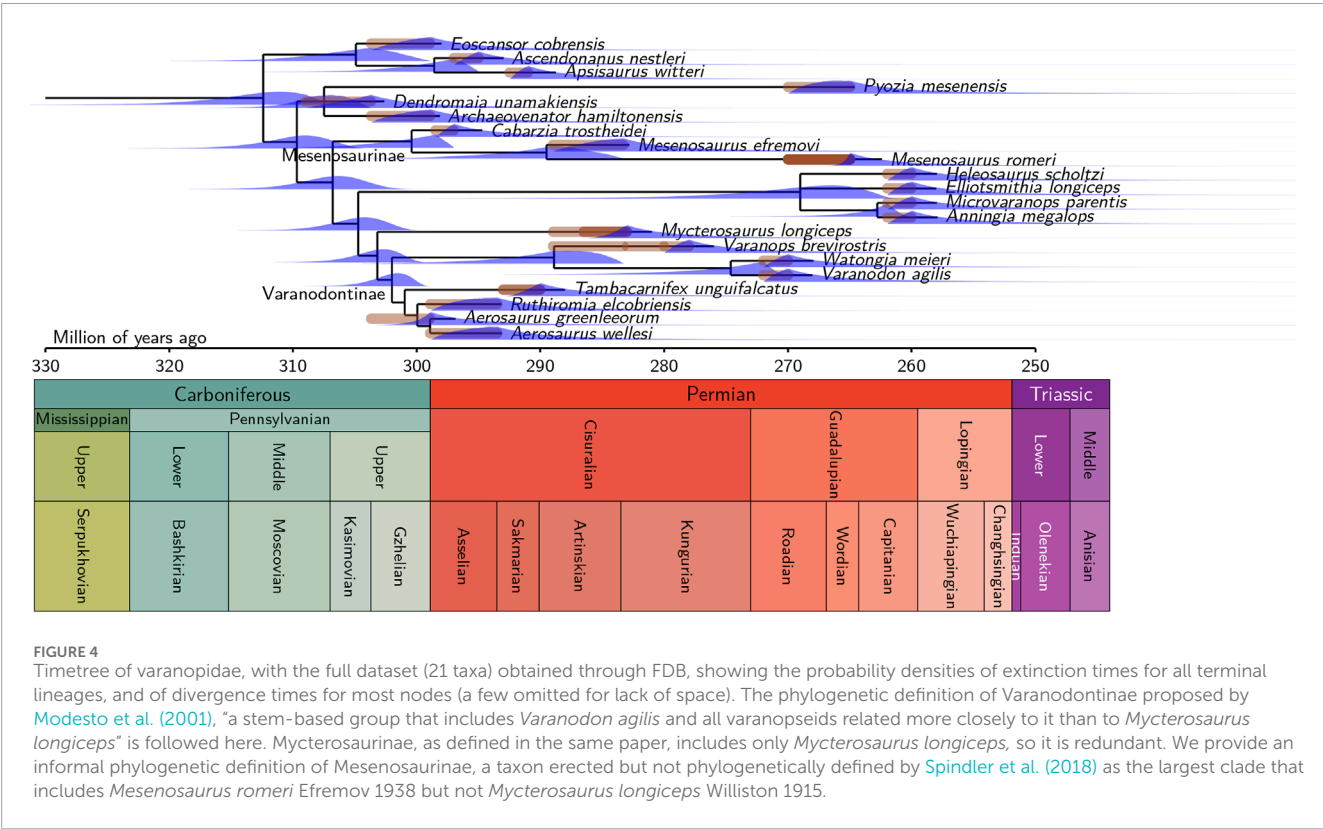 Eoscansor cobrensis
Ascendonanus nestleri
Apsisaurus witteri
Pyozia mesenensis
Dendromaia unamakiensis
Archaeovenator hamiltonensis
Cabarzia trostheidei
Mesenosaurus efremovi
Mesenosaurinae
Mesenosaurus romeri
Heleosaurus scholtzi
Elliotsmithia longiceps
Microvaranops parentis
Anningia megalops
Mycterosaurus longiceps
Varanops brevirostris
Watongia meieri
Varanodon agilis
Varanodontinae
Tambacarnifex unguifalcatus
Ruthiromia elcobriensis
Aerosaurus greenleeorum
Aerosaurus wellesi
Million of years ago
330 320 310 300 290 280 270 260 250
Carboniferous Permian Triassic
Mississippian Pennsylvanian
Upper Lower Middle Upper Cisuralian Guadalupian Lopingian Lower Middle
Serpukhovian Bashkirian Moscovian Kasimovian Gzhelian Asselian Sakmarian Artinskian Kungurian Roadian Wordian Capitanian Wuchiapingian Changhsingian Induan Olenekian Anisian
FIGURE 4
Timetree of varanopidae, with the full dataset (21 taxa) obtained through FDB, showing the probability densities of extinction times for all terminal
lineages, and of divergence times for most nodes (a few omitted for lack of space). The phylogenetic definition of Varanodontinae proposed by
Modesto et al. (2001), “a stem-based group that includes Varanodon agilis and all varanopseids related more closely to it than to Mycterosaurus
longiceps” is followed here. Mycterosaurinae, as defined in the same paper, includes only Mycterosaurus longiceps, so it is redundant. We provide an
informal phylogenetic definition of Mesenosaurinae, a taxon erected but not phylogenetically defined by Spindler et al. (2018) as the largest clade that
includes Mesenosaurus romeri Efremov 1938 but not Mycterosaurus longiceps Williston 1915.